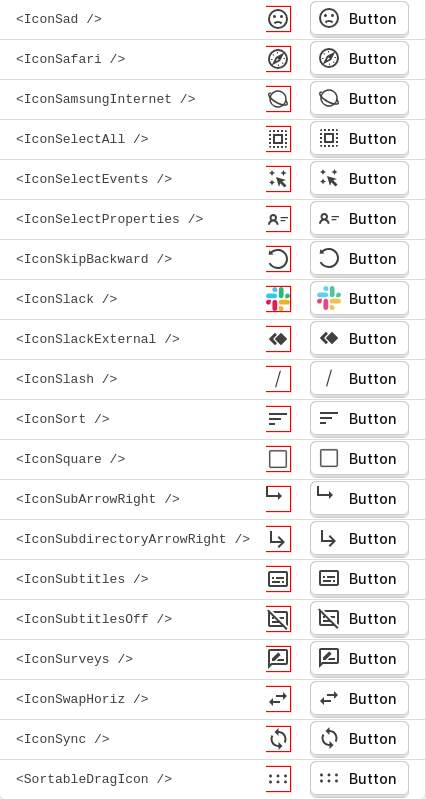 <IconSad /> Button
<IconSafari /> Button
<IconSamsungInternet /> Button
<IconSelectAll /> Button
<IconSelectEvents /> Button
<IconSelectProperties /> Button
<IconSkipBackward /> Button
<IconSlack /> Button
<IconSlackExternal /> Button
<IconSlash /> Button
<IconSort /> Button
<IconSquare /> Button
<IconSubArrowRight /> Button
<IconSubdirectoryArrowRight /> Button
<IconSubtitles /> Button
<IconSubtitlesOff /> Button
<IconSurveys /> Button
<IconSwapHoriz /> Button
<IconSync /> Button
<SortableDragIcon /> Button